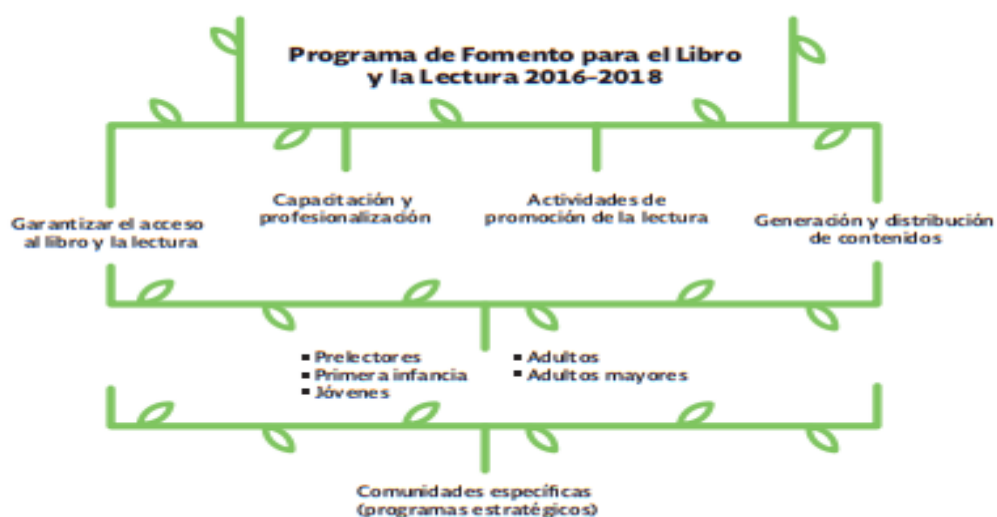 Programa de Fomento para el Libro
y la Lectura 2016–2018
Garantizar el acceso
al libro y la lectura
Capacitación y
profesionalización
Actividades de
promoción de la lectura
Generación y distribución
de contenidos
▪ Prelectores
▪ Primera infancia
▪ Jóvenes
▪ Adultos
▪ Adultos mayores
Comunidades específicas
(programas estratégicos)